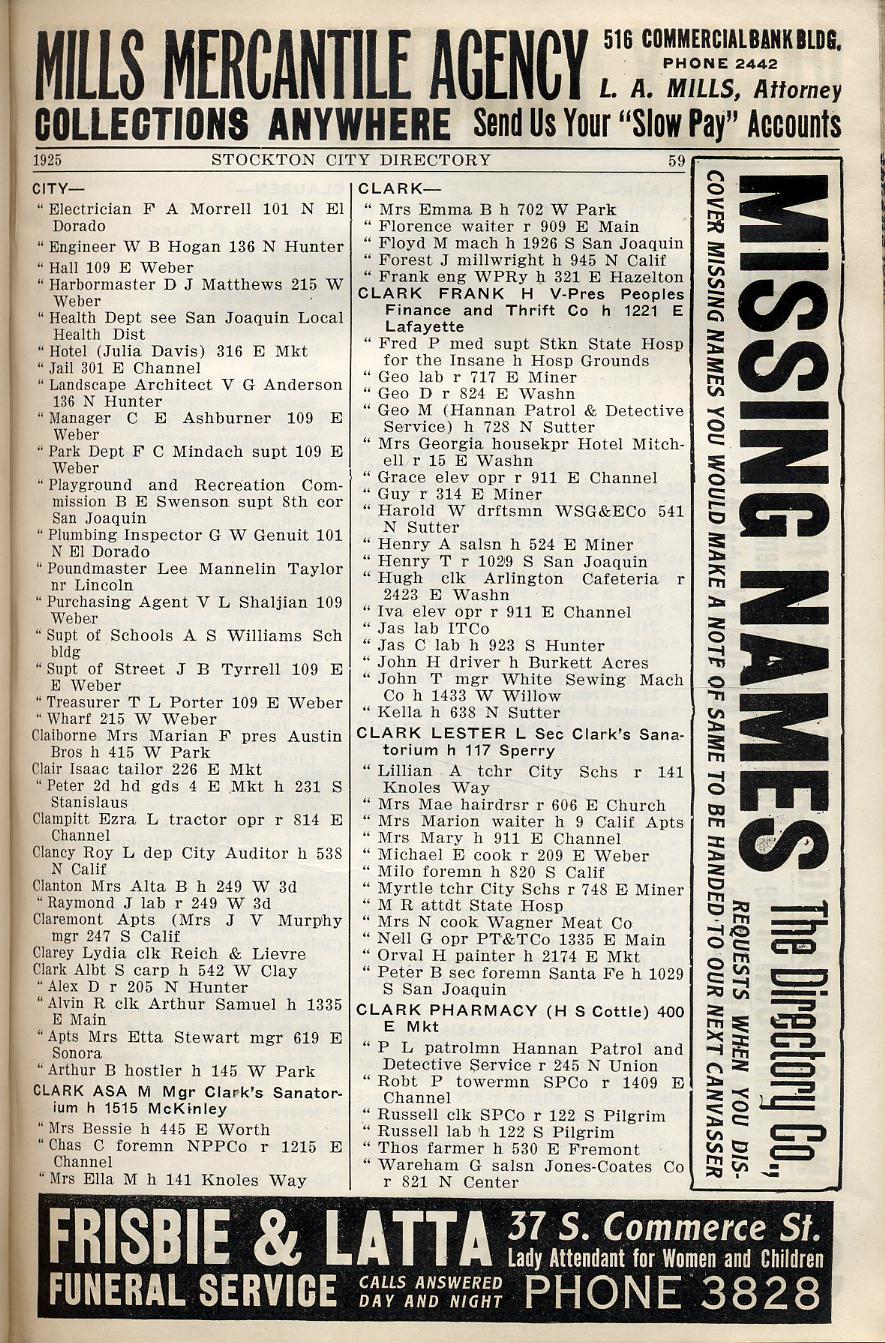 MILLS MERCANTILE AGENCY
516 COMMERCIAL BANK BLDG.
PHONE 2442
L. A. MILLS, Attorney
COLLECTIONS ANYWHERE Send Us Your "Slow Pay" Accounts
1925 STOCKTON CITY DIRECTORY 59
CITY—
" Electrician F A Morrell 101 N El
Dorado
" Engineer W B Hogan 136 N Hunter
" Hall 109 E Weber
" Harbormaster D J Matthews 215 W
Weber
" Health Dept see San Joaquin Local
Health Dist
" Hotel (Julia Davis) 316 E Mkt
" Jail 301 E Channel
" Landscape Architect V G Anderson
136 N Hunter
" Manager C E Ashburner 109 E
Weber
" Park Dept F C Mindach supt 109 E
Weber
" Playground and Recreation Com-
mission B E Swenson supt 8th cor
San Joaquin
" Plumbing Inspector G W Genuit 101
N El Dorado
" Poundmaster Lee Mannelin Taylor
nr Lincoln
" Purchasing Agent V L Shaljian 109
Weber
" Supt of Schools A S Williams Sch
bldg
" Supt of Street J B Tyrrell 109 E
E Weber
" Treasurer T L Porter 109 E Weber
" Wharf 215 W Weber
Claiborne Mrs Marian F pres Austin
Bros h 415 W Park
Clair Isaac tailor 226 E Mkt
" Peter 2d hd gds 4 E Mkt h 231 S
Stanislaus
Clampitt Ezra L tractor opr r 814 E
Channel
Clancy Roy L dep City Auditor h 538
N Calif
Clanton Mrs Alta B h 249 W 3d
" Raymond J lab r 249 W 3d
Claremont Apts (Mrs J V Murphy
mgr 247 S Calif
Clarey Lydia clk Reich & Lievre
Clark Albt S carp h 542 W Clay
" Alex D r 205 N Hunter
" Alvin R clk Arthur Samuel h 1335
E Main
" Apts Mrs Etta Stewart mgr 619 E
Sonora
" Arthur B hostler h 145 W Park
CLARK ASA M Mgr Clark's Sanator-
ium h 1515 McKinley
" Mrs Bessie h 445 E Worth
" Chas C foremn NPPCo r 1215 E
Channel
" Mrs Ella M h 141 Knoles Way
CLARK—
" Mrs Emma B h 702 W Park
" Florence waiter r 909 E Main
" Floyd M mach h 1926 S San Joaquin
" Forest J millwright h 945 N Calif
" Frank eng WPRy h 321 E Hazelton
CLARK FRANK H V-Pres Peoples
Finance and Thrift Co h 1221 E
Lafayette
" Fred P med supt Stkn State Hosp
for the Insane h Hosp Grounds
" Geo lab r 717 E Miner
" Geo D r 824 E Washn
" Geo M (Hannan Patrol & Detective
Service) h 728 N Sutter
" Mrs Georgia housekpr Hotel Mitch-
ell r 15 E Washn
" Grace elev opr r 911 E Channel
" Guy r 314 E Miner
" Harold W drftsmn WSG&ECo 541
N Sutter
" Henry A salsn h 524 E Miner
" Henry T r 1029 S San Joaquin
" Hugh clk Arlington Cafeteria r
2423 E Washn
" Iva elev opr r 911 E Channel
" Jas lab ITCo
" Jas C lab h 923 S Hunter
" John H driver h Burkett Acres
" John T mgr White Sewing Mach
Co h 1433 W Willow
" Kella h 638 N Sutter
CLARK LESTER L Sec Clark's Sana-
torium h 117 Sperry
" Lillian A tchr City Schs r 141
Knoles Way
" Mrs Mae hairdrsr r 606 E Church
" Mrs Marion waiter h 9 Calif Apts
" Mrs Mary h 911 E Channel
" Michael E cook r 209 E Weber
" Milo foremn h 820 S Calif
" Myrtle tchr City Schs r 748 E Miner
" M R attdt State Hosp
" Mrs N cook Wagner Meat Co
" Nell G opr PT&TCo 1335 E Main
" Orval H painter h 2174 E Mkt
" Peter B sec foremn Santa Fe h 1029
S San Joaquin
CLARK PHARMACY (H S Cottle) 400
E Mkt
" P L patrolmn Hannan Patrol and
Detective Service r 245 N Union
" Robt P towermn SPCo r 1409 E
Channel
" Russell clk SPCo r 122 S Pilgrim
" Russell lab h 122 S Pilgrim
" Thos farmer h 530 E Fremont
" Wareham G salsn Jones-Coates Co
r 821 N Center
MISSING NAMES The Directory Co.,
COVER MISSING NAMES YOU WOULD MAKE A NOTE OF SAME TO BE HANDED TO OUR NEXT CANVASSER
REQUESTS WHEN YOU DIS-
FRISBIE & LATTA
FUNERAL SERVICE
37 S. Commerce St.
Lady Attendant for Women and Children
CALLS ANSWERED
DAY AND NIGHT
PHONE 3828